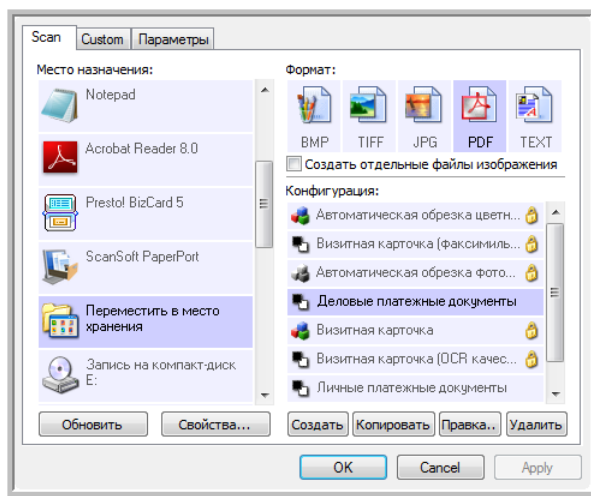 Scan Custom Параметры
Место назначения:
Notepad
Acrobat Reader 8.0
Presto! BizCard 5
ScanSoft PaperPort
Переместить в место
хранения
Запись на компакт-диск
E:
Обновить Свойства...
Формат:
BMP TIFF JPG PDF TEXT
Создать отдельные файлы изображения
Конфигурация:
Автоматическая обрезка цветн...
Визитная карточка (факсимиль...
Автоматическая обрезка фото...
Деловые платежные документы
Визитная карточка
Визитная карточка (OCR качес...
Личные платежные документы
Создать Копировать Правка.. Удалить
OK Cancel Apply